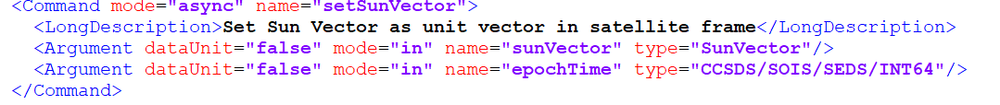 <Command mode="async" name="setSunVector">
<LongDescription>Set Sun Vector as unit vector in satellite frame</LongDescription>
<Argument dataUnit="false" mode="in" name="sunVector" type="SunVector"/>
<Argument dataUnit="false" mode="in" name="epochTime" type="CCSDS/SOIS/SEDS/INT64"/>
</Command>